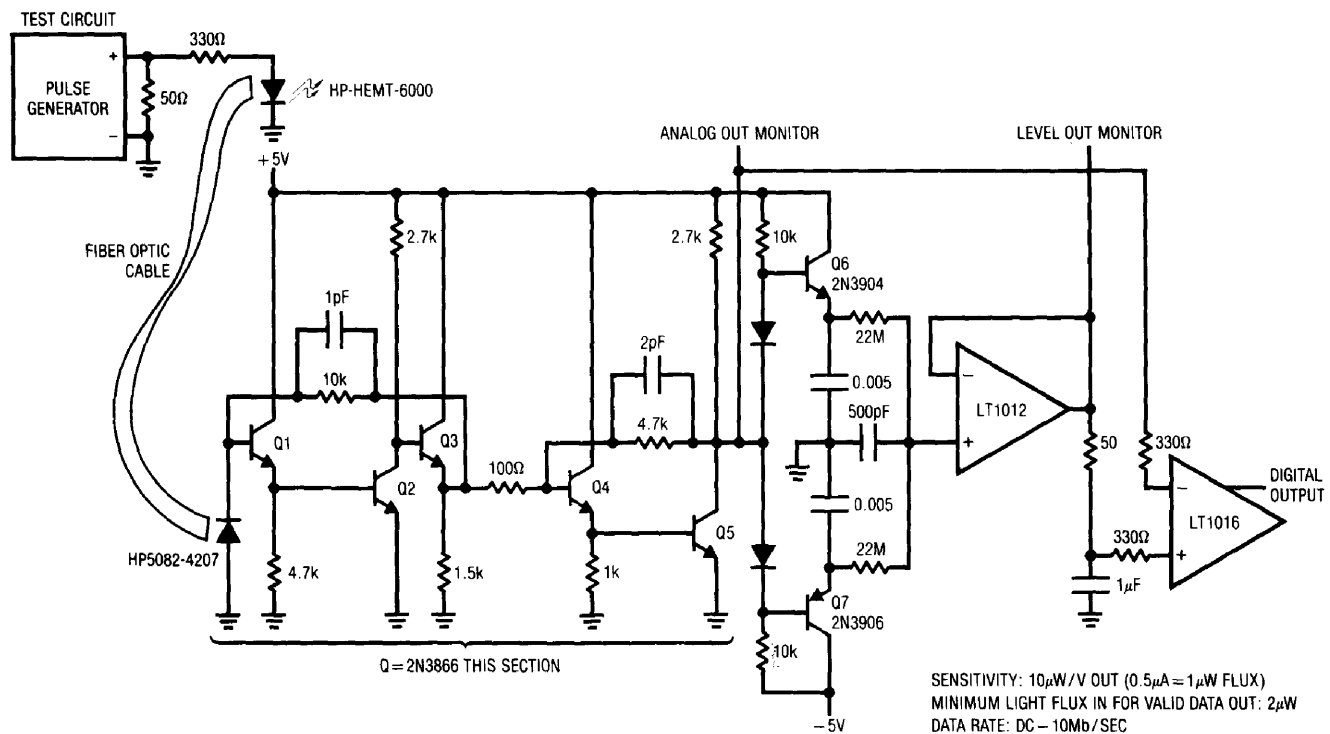 TEST CIRCUIT
PULSE
GENERATOR
+
−
50Ω
330Ω
HP-HEMT-6000
+5V
FIBER OPTIC
CABLE
ANALOG OUT MONITOR
LEVEL OUT MONITOR
2.7k
2.7k
10k
Q6
2N3904
1pF
10k
2pF
4.7k
22M
0.005
500pF
LT1012
−
+
Q1
Q2
Q3
100Ω
Q4
Q5
50
330Ω
DIGITAL
OUTPUT
−
LT1016
+
330Ω
0.005
22M
1μF
HP5082-4207
4.7k
1.5k
1k
Q7
2N3906
10k
−5V
Q=2N3866 THIS SECTION
SENSITIVITY: 10μW/V OUT (0.5μA=1μW FLUX)
MINIMUM LIGHT FLUX IN FOR VALID DATA OUT: 2μW
DATA RATE: DC – 10Mb/SEC